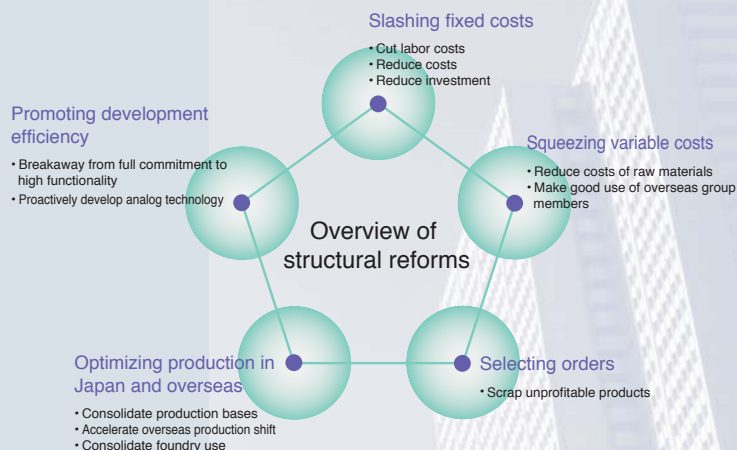 Slashing fixed costs
• Cut labor costs
• Reduce costs
• Reduce investment
Promoting development
efficiency
• Breakaway from full commitment to
high functionality
• Proactively develop analog technology
Squeezing variable costs
• Reduce costs of raw materials
• Make good use of overseas group
members
Overview of
structural reforms
Optimizing production in
Japan and overseas
• Consolidate production bases
• Accelerate overseas production shift
• Consolidate foundry use
Selecting orders
• Scrap unprofitable products